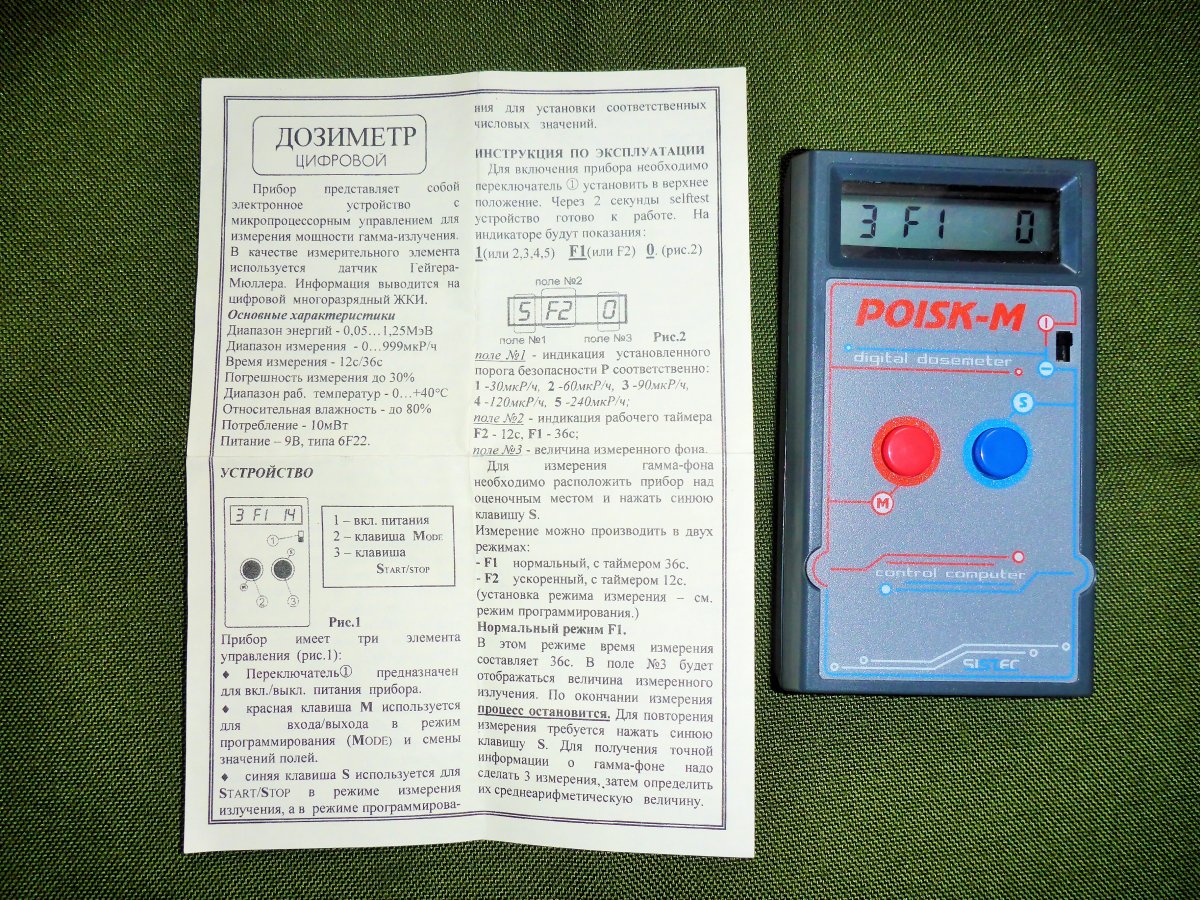 ДОЗИМЕТР
ЦИФРОВОЙ
Прибор представляет собой
электронное устройство с
микропроцессорным управлением для
измерения мощности гамма-излучения.
В качестве измерительного элемента
используется датчик Гейгера-
Мюллера. Информация выводится на
цифровой многоразрядный ЖКИ.
Основные характеристики
Диапазон энергий - 0,05...1,25МэВ
Диапазон измерения - 0...999мкР/ч
Время измерения - 12с/36с
Погрешность измерения до 30%
Диапазон раб. температур - 0...+40°С
Относительная влажность - до 80%
Потребление - 10мВт
Питание – 9В, типа 6F22.
УСТРОЙСТВО
3 F1 14
1
S
M
2 3
1 – вкл. питания
2 – клавиша MODE
3 – клавиша
START/STOP
Рис.1
Прибор имеет три элемента
управления (рис.1):
♦ Переключатель① предназначен
для вкл./выкл. питания прибора.
♦ красная клавиша М используется
для входа/выхода в режим
программирования (MODE) и смены
значений полей.
♦ синяя клавиша S используется для
START/STOP в режиме измерения
излучения, а в режиме программирова-
ния для установки соответственных
числовых значений.
ИНСТРУКЦИЯ ПО ЭКСПЛУАТАЦИИ
Для включения прибора необходимо
переключатель ① установить в верхнее
положение. Через 2 секунды selftest
устройство готово к работе. На
индикаторе будут показания:
1(или 2,3,4,5) F1(или F2) 0. (рис.2)
поле №2
5 F2 0
поле №1 поле №3 Рис.2
поле №1 - индикация установленного
порога безопасности Р соответственно:
1 -30мкР/ч, 2 -60мкР/ч, 3 -90мкР/ч,
4 -120мкР/ч, 5 -240мкР/ч;
поле №2 - индикация рабочего таймера
F2 - 12с, F1 - 36с;
поле №3 - величина измеренного фона.
Для измерения гамма-фона
необходимо расположить прибор над
оценочным местом и нажать синюю
клавишу S.
Измерение можно производить в двух
режимах:
- F1 нормальный, с таймером 36с.
- F2 ускоренный, с таймером 12с.
(установка режима измерения – см.
режим программирования.)
Нормальный режим F1.
В этом режиме время измерения
составляет 36с. В поле №3 будет
отображаться величина измеренного
излучения. По окончании измерения
процесс остановится. Для повторения
измерения требуется нажать синюю
клавишу S. Для получения точной
информации о гамма-фоне надо
сделать 3 измерения, затем определить
их среднеарифметическую величину.
3 F1 0
POISK-M
digital dosemeter
S
M
control computer
SISTEC